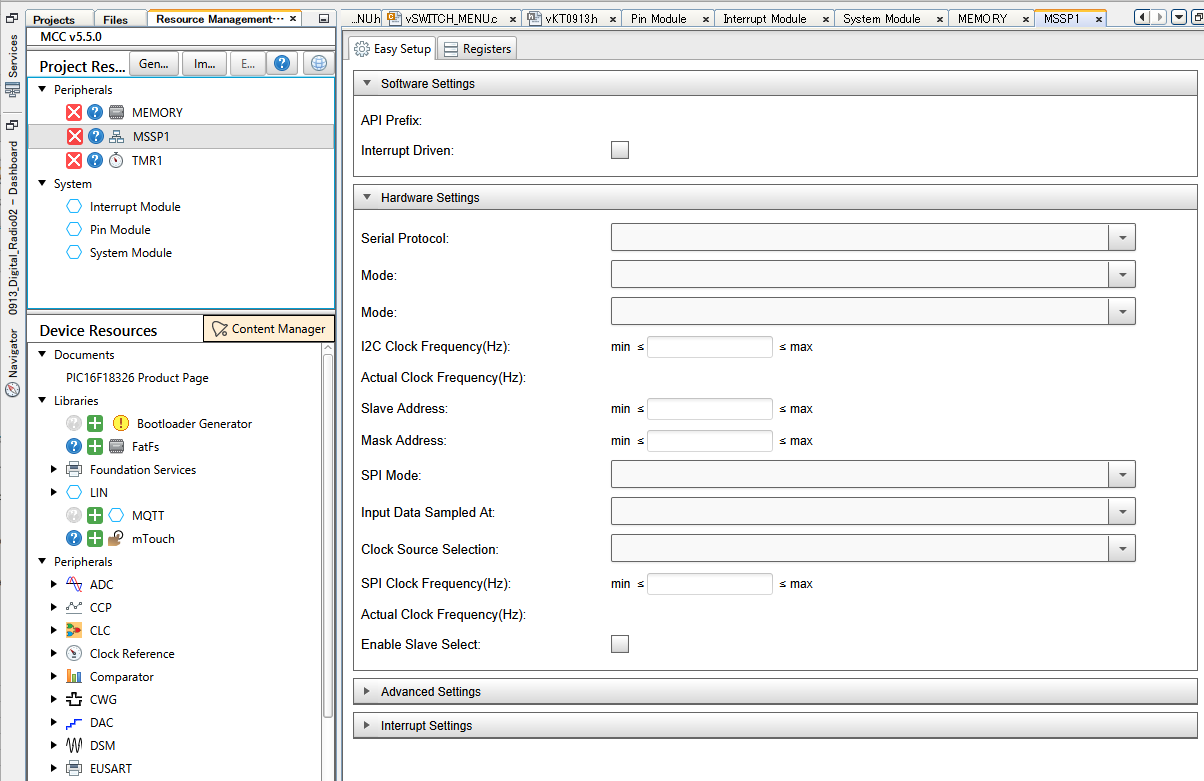 Projects Files Resource Management··· ×
MCC v5.5.0
Project Res... Gen... Im... E... ?
Peripherals
MEMORY
MSSP1
TMR1
System
Interrupt Module
Pin Module
System Module
Device Resources Content Manager
Documents
PIC16F18326 Product Page
Libraries
Bootloader Generator
FatFs
Foundation Services
LIN
MQTT
mTouch
Peripherals
ADC
CCP
CLC
Clock Reference
Comparator
CWG
DAC
DSM
EUSART
Services
0913_Digital_Radio02 - Dashboard
Navigator
...NU.h vSWITCH_MENU.c × vKT0913.h × Pin Module × Interrupt Module × System Module × MEMORY × MSSP1 ×
Easy Setup Registers
Software Settings
API Prefix:
Interrupt Driven:
Hardware Settings
Serial Protocol:
Mode:
Mode:
I2C Clock Frequency(Hz): min ≤ ≤ max
Actual Clock Frequency(Hz):
Slave Address: min ≤ ≤ max
Mask Address: min ≤ ≤ max
SPI Mode:
Input Data Sampled At:
Clock Source Selection:
SPI Clock Frequency(Hz): min ≤ ≤ max
Actual Clock Frequency(Hz):
Enable Slave Select:
Advanced Settings
Interrupt Settings